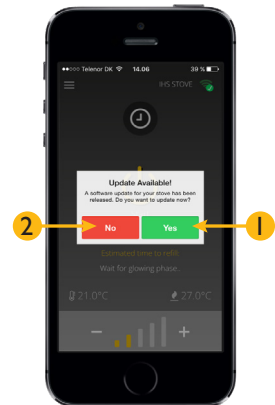 Telenor DK 14.06 39 %
IHS STOVE
Update Available!
A software update for your stove has been
released. Do you want to update now?
2 No Yes 1
Estimated time to refill:
Wait for glowing phase.
21.0°C 27.0°C
− +